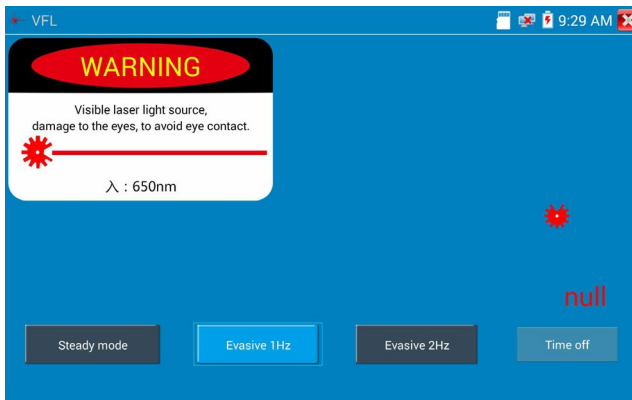 VFL
9:29 AM
WARNING
Visible laser light source,
damage to the eyes, to avoid eye contact.
入 : 650nm
null
Steady mode
Evasive 1Hz
Evasive 2Hz
Time off